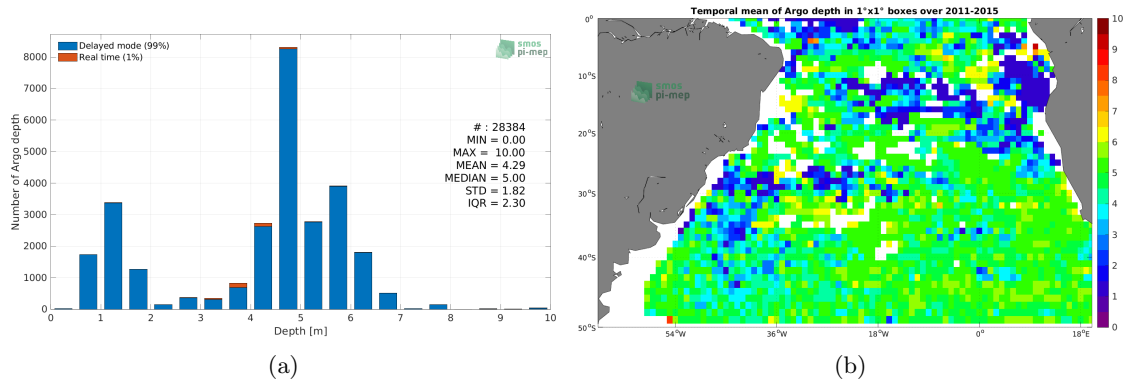 Delayed mode (99%)
Real time (1%)
smos
pi-mep
# : 28384
MIN = 0.00
MAX = 10.00
MEAN = 4.29
MEDIAN = 5.00
STD = 1.82
IQR = 2.30
Number of Argo depth
8000
7000
6000
5000
4000
3000
2000
1000
0
0 1 2 3 4 5 6 7 8 9 10
Depth [m]
(a)
Temporal mean of Argo depth in 1°x1° boxes over 2011-2015
smos
pi-mep
0°
10°S
20°S
30°S
40°S
50°S
54°W 36°W 18°W 0° 18°E
10
9
8
7
6
5
4
3
2
1
0
(b)